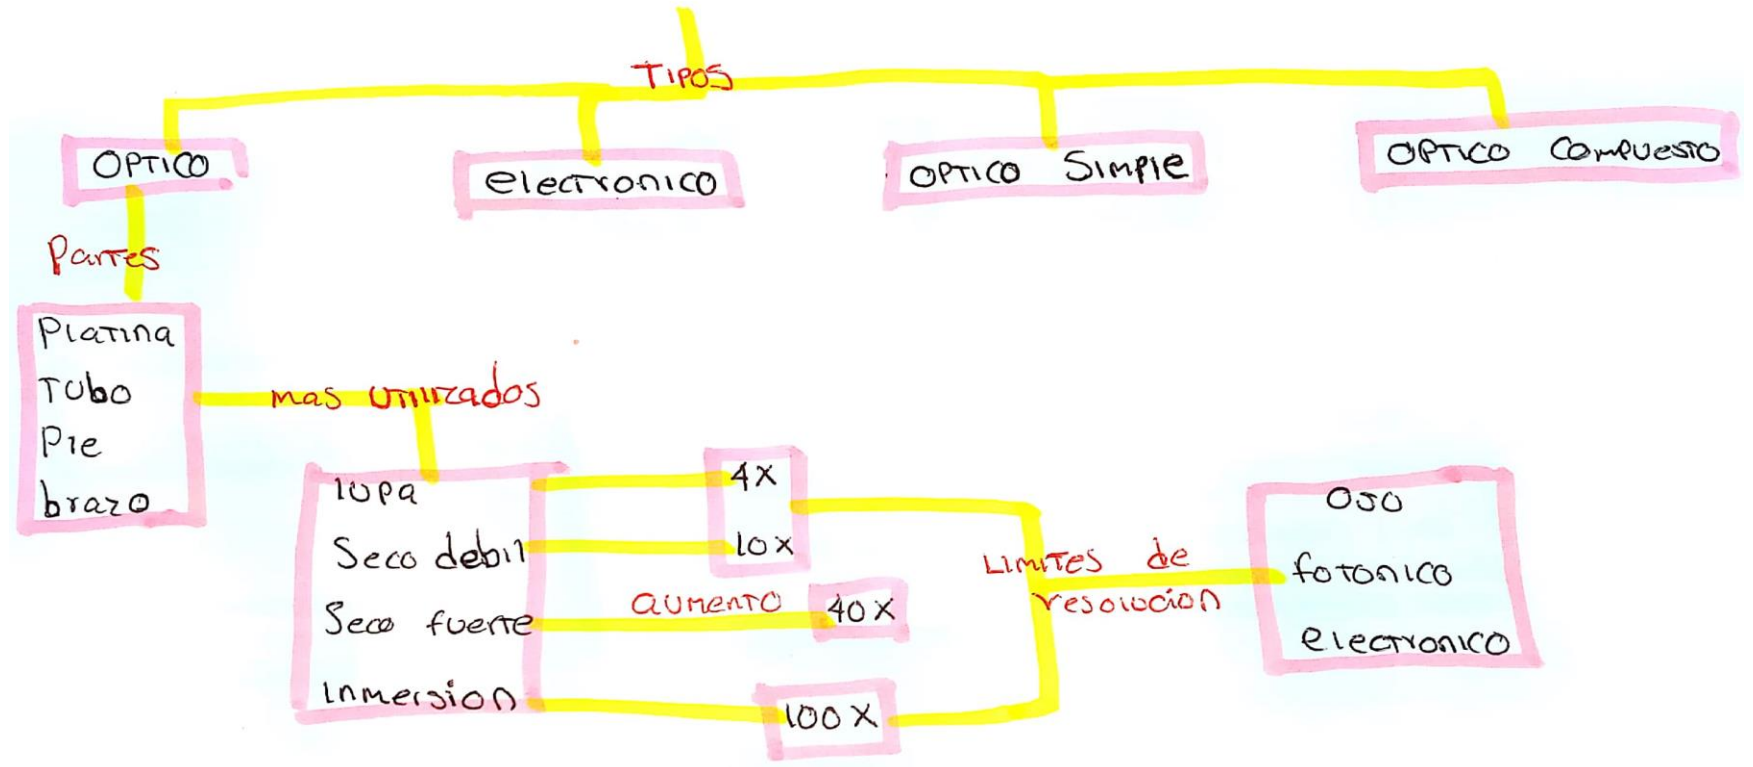 TIPOS
OPTICO
electronico
OPTICO Simple
OPTICO Compuesto
Partes
Platina
Tubo
Pie
brazo
mas utilizados
lupa
Seco debil
Seco fuerte
Inmersion
4X
10X
aumento
40X
100X
Limites de
resolucion
OJO
fotonico
electronico